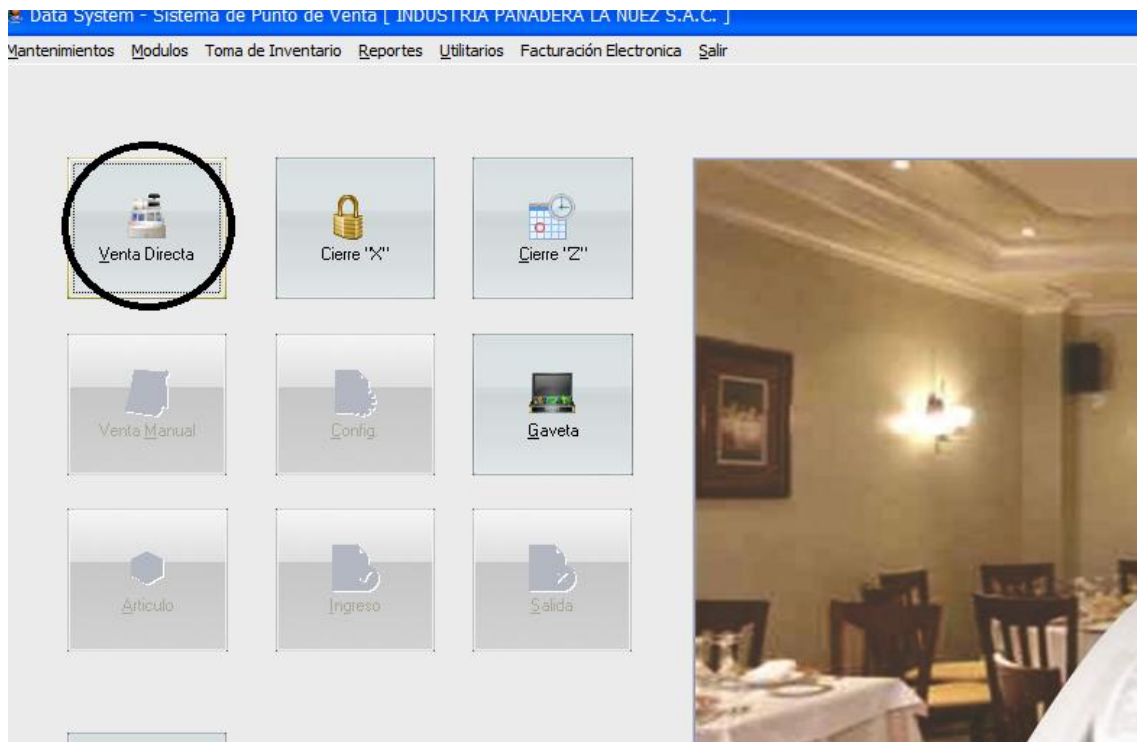 Data System - Sistema de Punto de Venta [ INDUSTRIA PANADERA LA NUEZ S.A.C. ]
Mantenimientos Modulos Toma de Inventario Reportes Utilitarios Facturación Electronica Salir
Venta Directa Cierre "X" Cierre "Z"
Venta Manual Config. Gaveta
Artículo Ingreso Salida